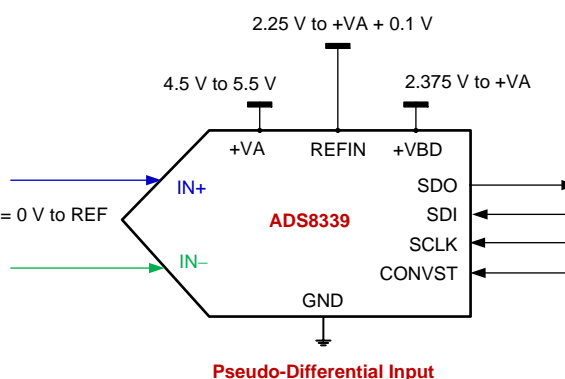 2.25 V to +VA + 0.1 V
4.5 V to 5.5 V
2.375 V to +VA
+VA
REFIN
+VBD
IN+
SDO
= 0 V to REF
ADS8339
SDI
SCLK
IN−
CONVST
GND
Pseudo-Differential Input